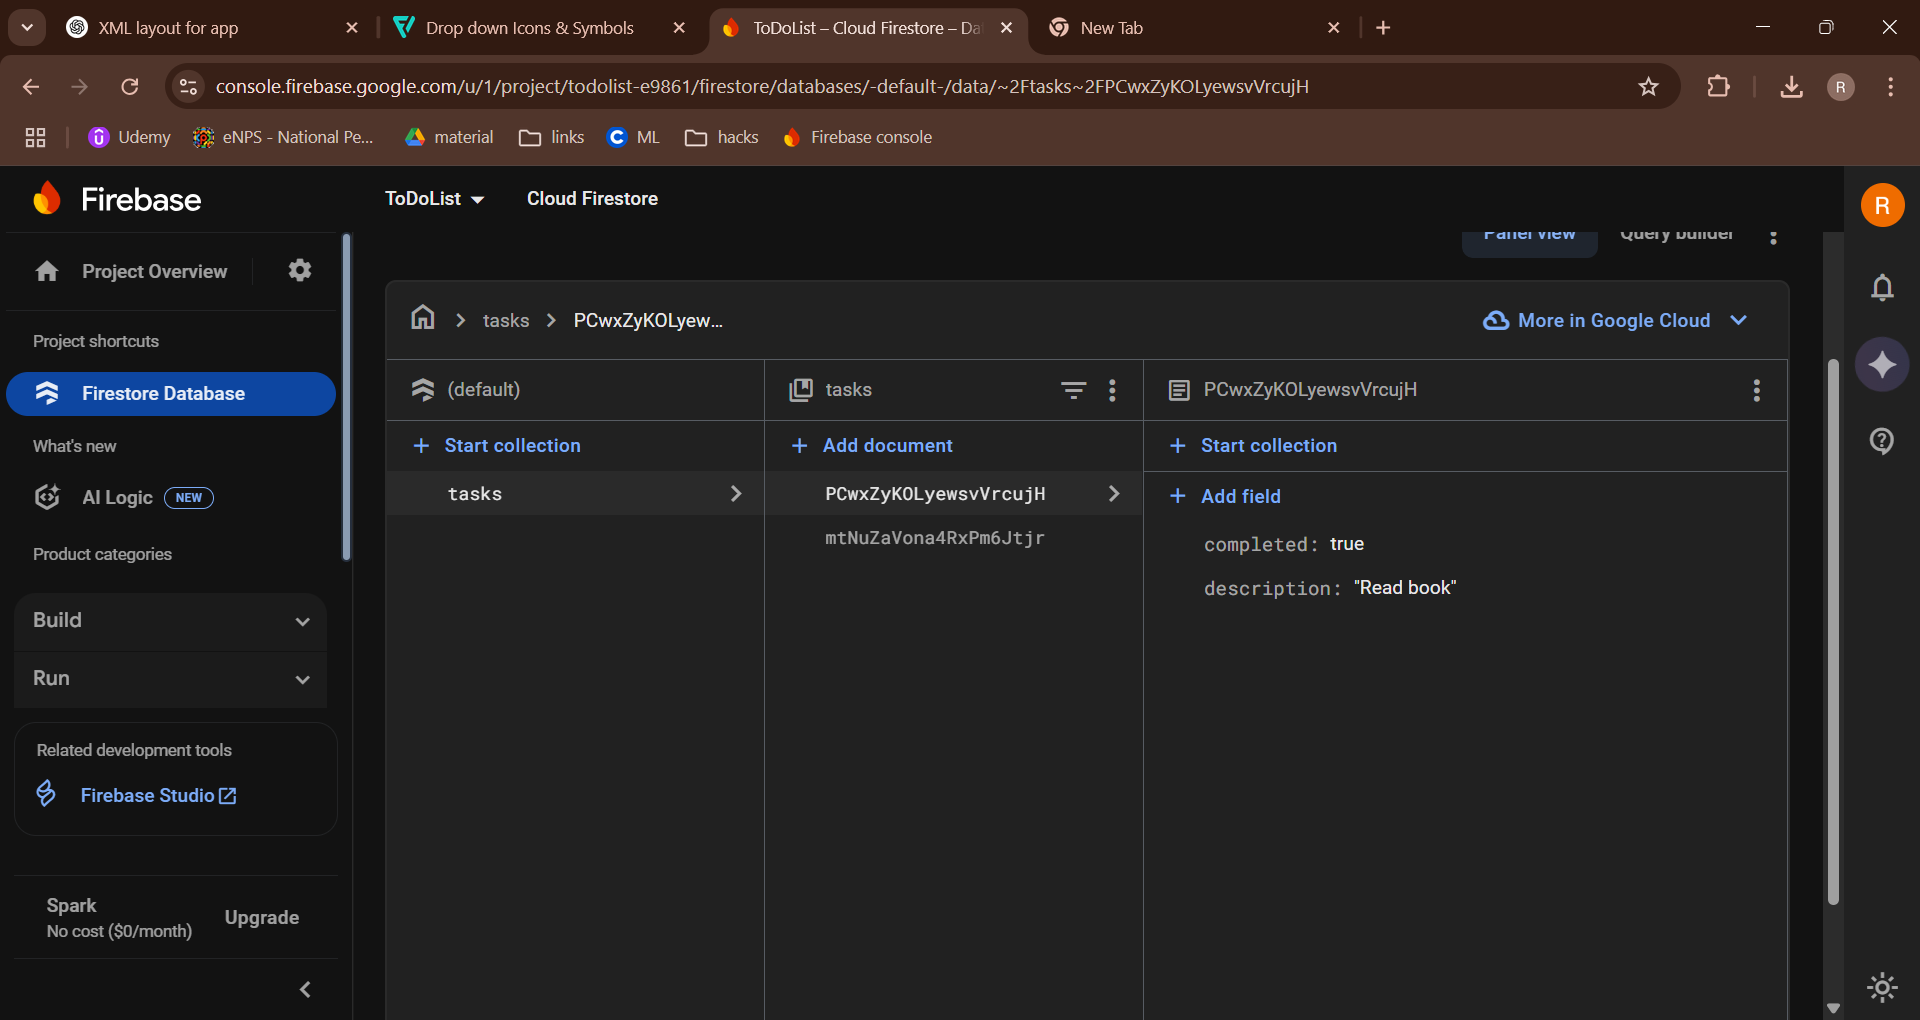 XML layout for app
Drop down Icons & Symbols
ToDoList – Cloud Firestore – Da
New Tab
console.firebase.google.com/u/1/project/todolist-e9861/firestore/databases/-default-/data/~2Ftasks~2FPCwxZyKOLyewsvVrcujH
R
Udemy
eNPS - National Pe...
material
links
ML
hacks
Firebase console
Firebase
ToDoList
Cloud Firestore
R
Panel view
Query builder
Project Overview
Project shortcuts
Firestore Database
What's new
AI Logic
NEW
Product categories
Build
Run
Related development tools
Firebase Studio
Spark
No cost ($0/month)
Upgrade
tasks
PCwxZyKOLyew...
More in Google Cloud
(default)
tasks
PCwxZyKOLyewsvVrcujH
+ Start collection
+ Add document
+ Start collection
tasks
PCwxZyKOLyewsvVrcujH
mtNuZaVona4RxPm6Jtjr
+ Add field
completed: true
description: "Read book"